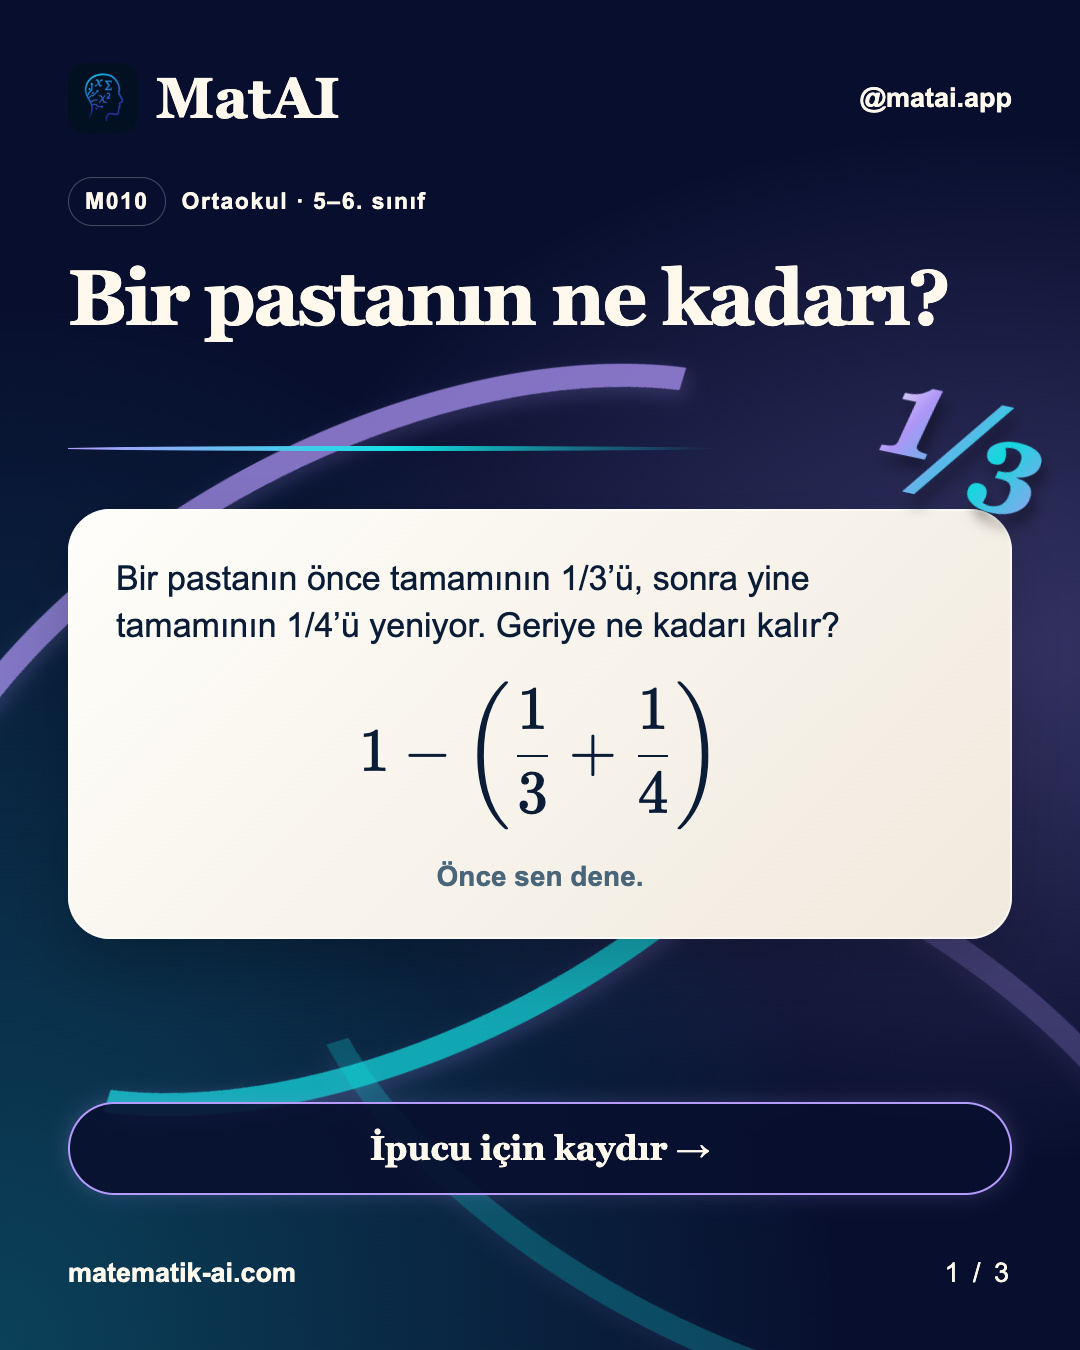 MatAI
@matai.app
M010 Ortaokul · 5–6. sınıf
Bir pastanın ne kadarı?
1/3
Bir pastanın önce tamamının 1/3’ü, sonra yine
tamamının 1/4’ü yeniyor. Geriye ne kadarı kalır?
1 − (1/3 + 1/4)
Önce sen dene.
İpucu için kaydır →
matematik-ai.com
1 / 3